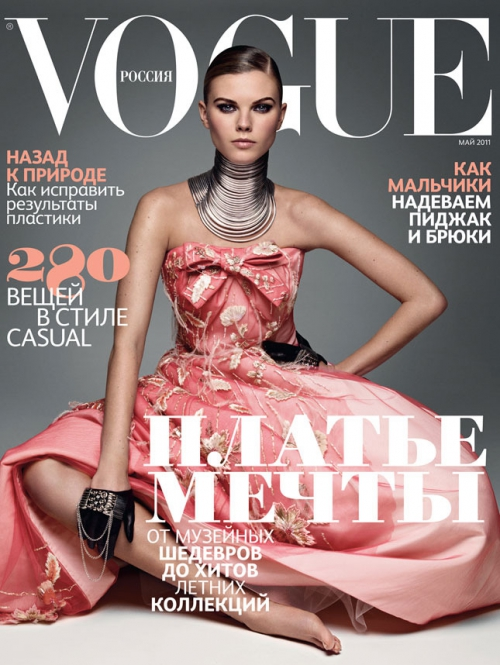 ®
VOGUE
РОССИЯ
МАЙ 2011
НАЗАД
К ПРИРОДЕ
Как исправить
результаты
пластики
280
ВЕЩЕЙ
В СТИЛЕ
CASUAL
КАК
МАЛЬЧИКИ
НАДЕВАЕМ
ПИДЖАК
И БРЮКИ
ПЛАТЬЕ
МЕЧТЫ
ОТ МУЗЕЙНЫХ
ШЕДЕВРОВ
ДО ХИТОВ
ЛЕТНИХ
КОЛЛЕКЦИЙ